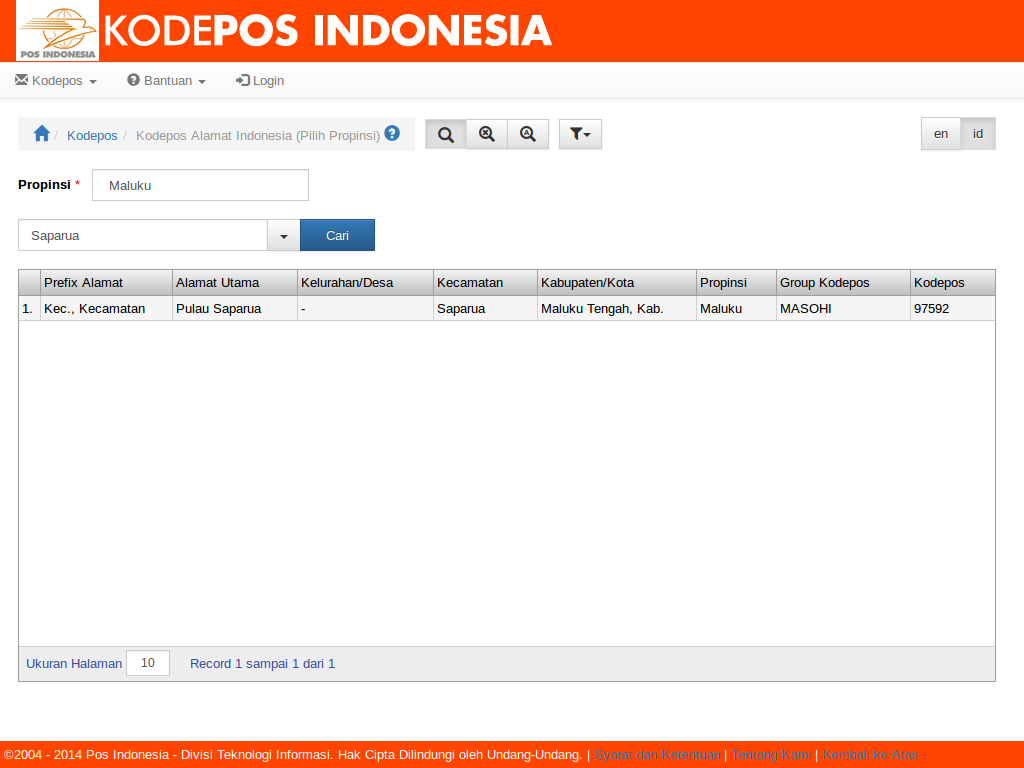 POS INDONESIA
KODEPOS INDONESIA
Kodepos Bantuan Login
/ Kodepos / Kodepos Alamat Indonesia (Pilih Propinsi) en id
Propinsi * Maluku
Saparua Cari
Prefix Alamat Alamat Utama Kelurahan/Desa Kecamatan Kabupaten/Kota Propinsi Group Kodepos Kodepos
1. Kec., Kecamatan Pulau Saparua - Saparua Maluku Tengah, Kab. Maluku MASOHI 97592
Ukuran Halaman 10 Record 1 sampai 1 dari 1
©2004 - 2014 Pos Indonesia - Divisi Teknologi Informasi. Hak Cipta Dilindungi oleh Undang-Undang. | Syarat dan Ketentuan | Tentang Kami | Kembali ke Atas